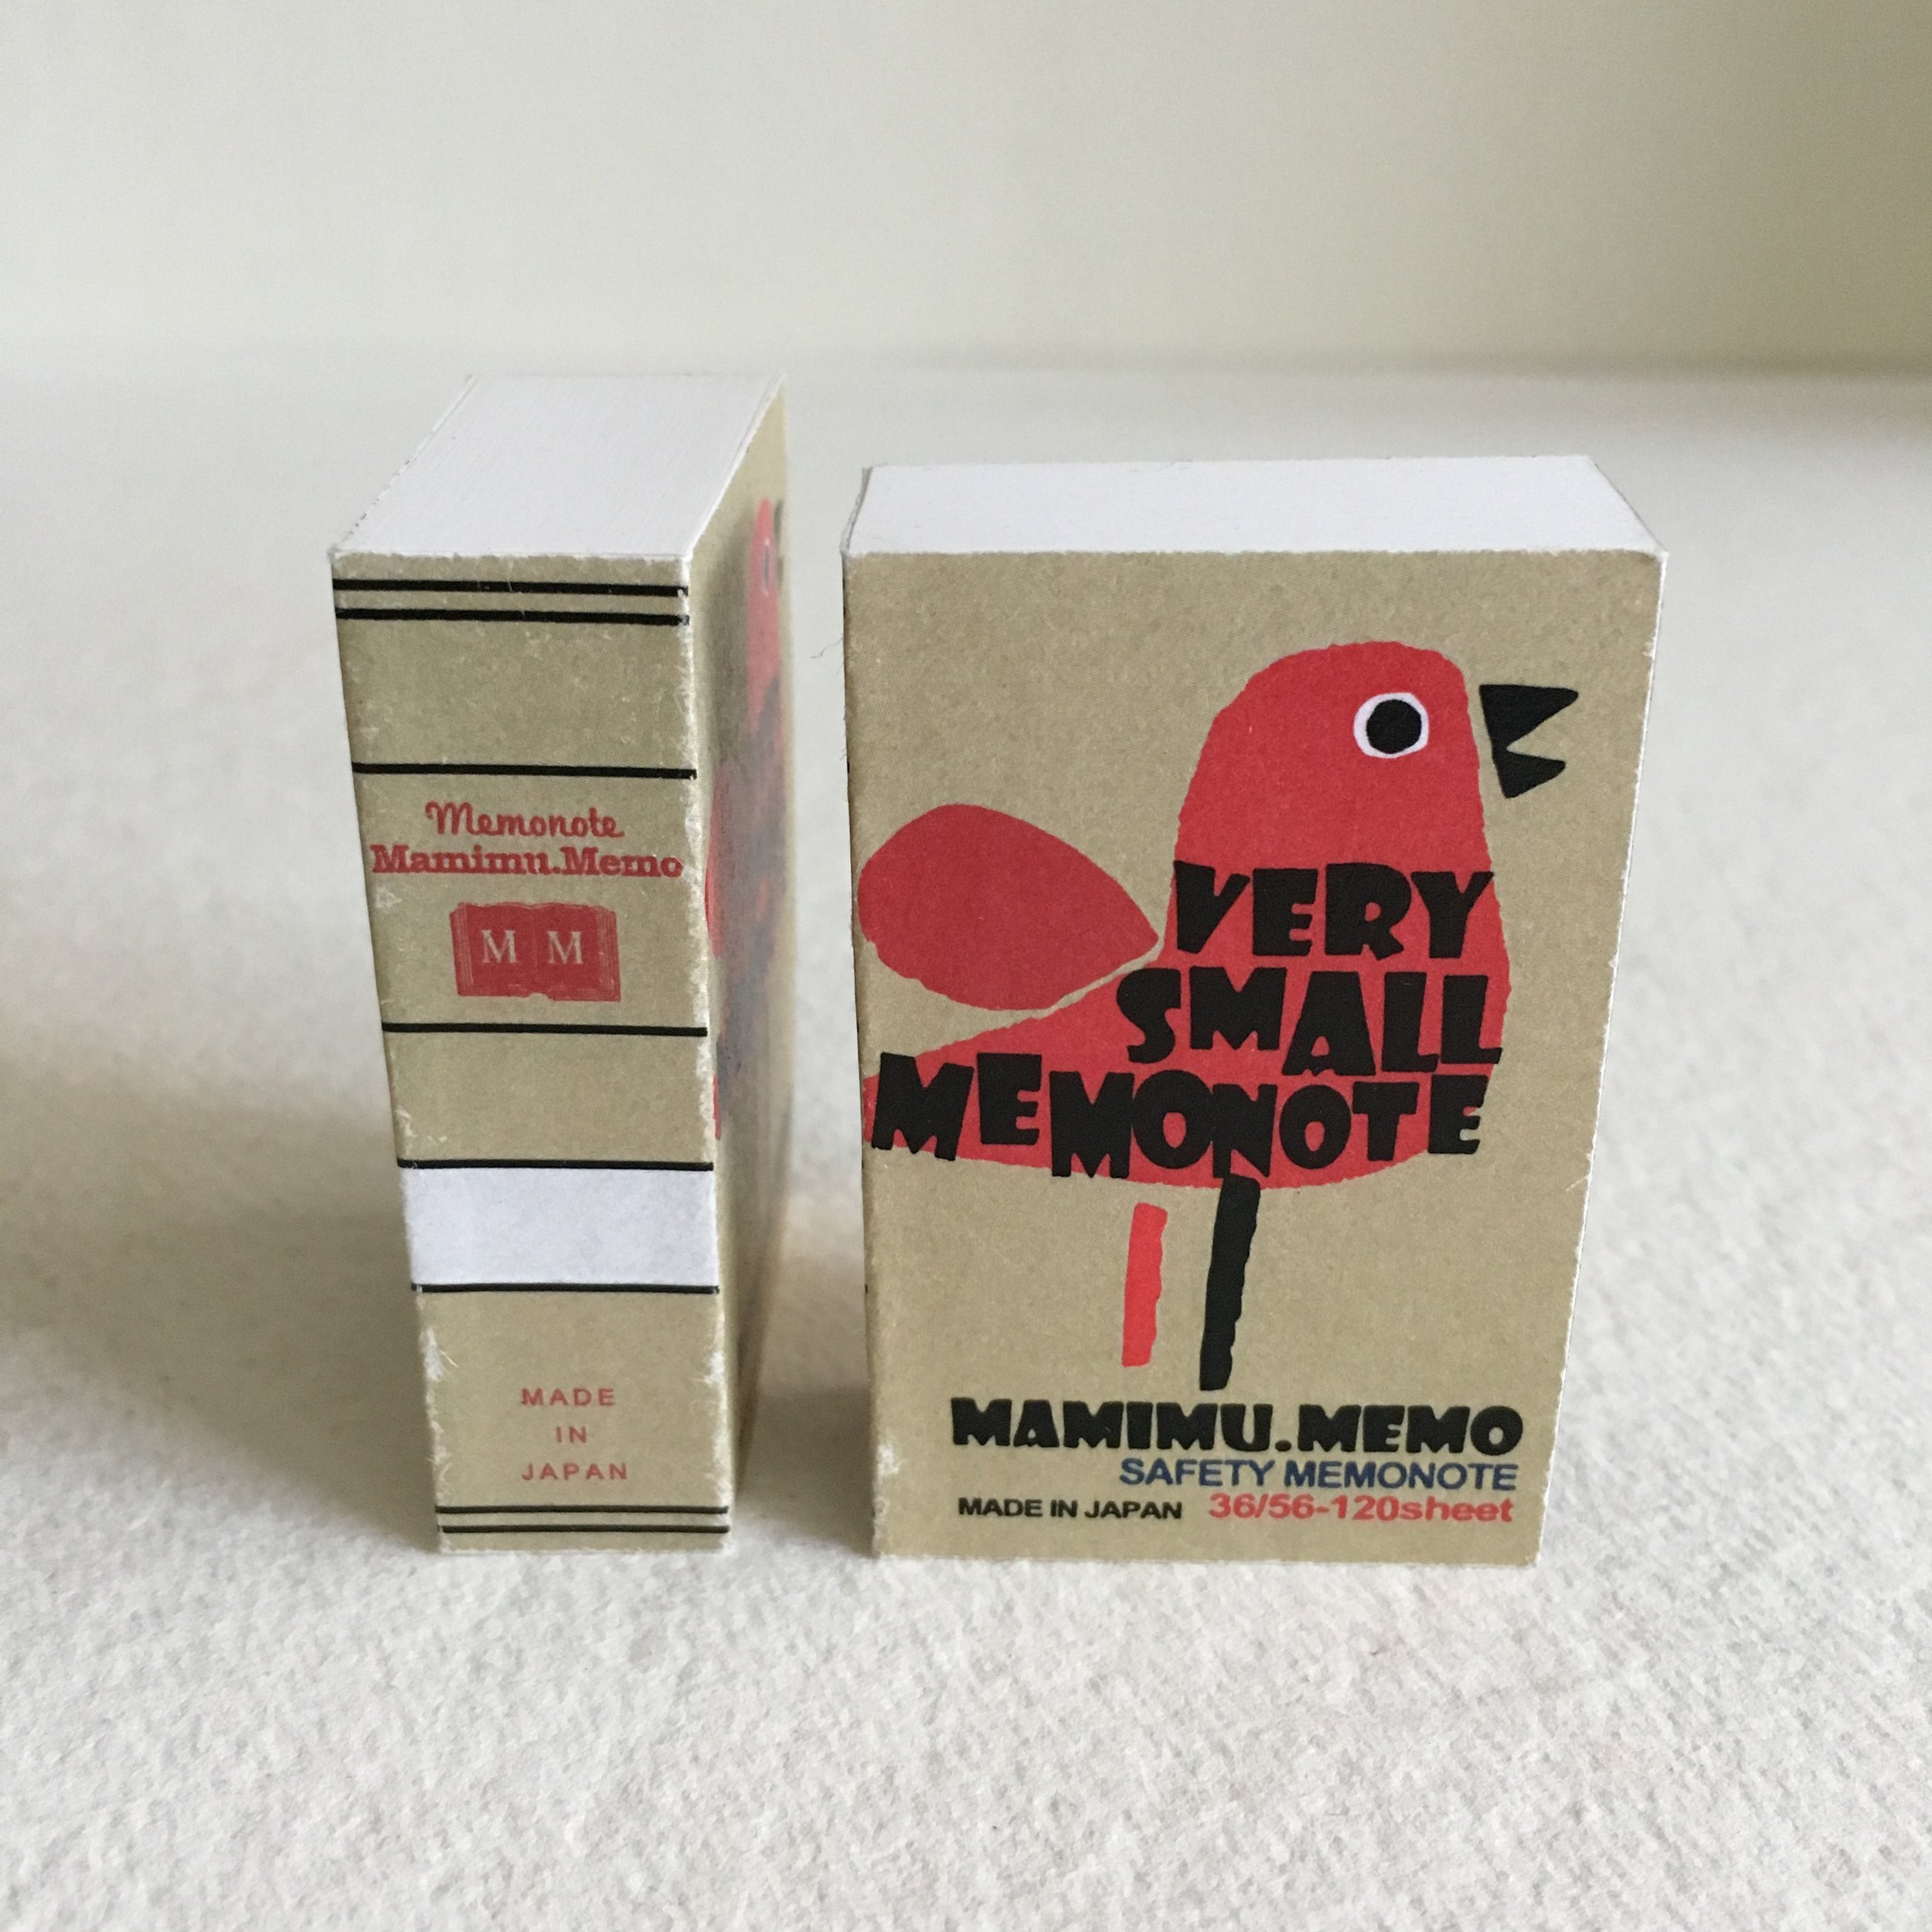 Memonote
Mamimu.Memo
M M
MADE
IN
JAPAN
VERY
SMALL
MEMONOTE
MAMIMU.MEMO
SAFETY MEMONOTE
MADE IN JAPAN 36/56-120sheet